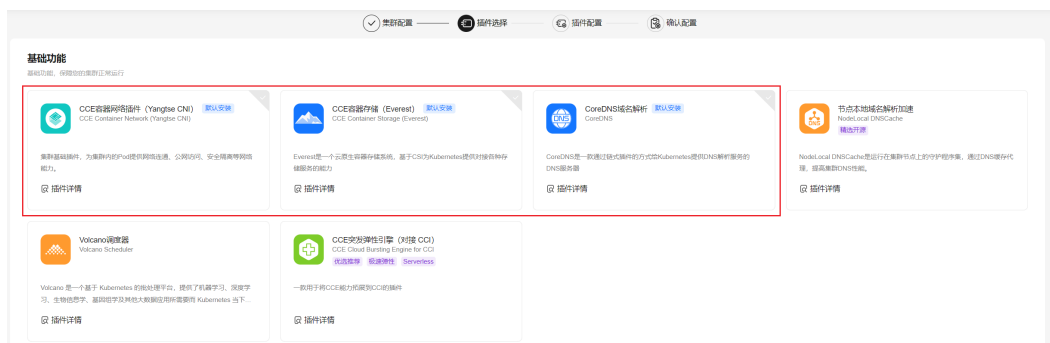 集群配置
插件选择
插件配置
确认配置
基础功能
基础功能，保障您的集群正常运行
CCE容器网络插件（Yangtse CNI） 默认安装
CCE Container Network (Yangtse CNI)
集群基础插件，为集群内的Pod提供网络连通、公网访问、安全隔离等网络
能力。
插件详情
CCE容器存储（Everest） 默认安装
CCE Container Storage (Everest)
Everest是一个云原生容器存储系统，基于CSI为Kubernetes提供对接各种存
储服务的能力
插件详情
CoreDNS域名解析 默认安装
CoreDNS
DNS
CoreDNS是一款通过链式插件的方式给Kubernetes提供DNS解析服务的
DNS服务器
插件详情
节点本地域名解析加速
NodeLocal DNSCache
精选开源
DNS
NodeLocal DNSCache是运行在集群节点上的守护程序集，通过DNS缓存代
理，提高集群DNS性能。
插件详情
Volcano调度器
Volcano Scheduler
Volcano 是一个基于 Kubernetes 的批处理平台，提供了机器学习、深度学
习、生物信息学、基因组学及其他大数据应用所需要而 Kubernetes 当下...
插件详情
CCE突发弹性引擎（对接 CCI）
CCE Cloud Bursting Engine for CCI
优选推荐 极速弹性 Serverless
一款用于将CCE能力拓展到CCI的插件
插件详情